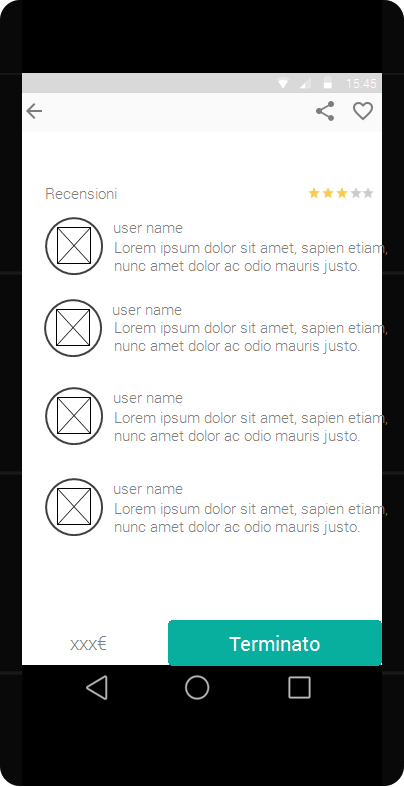 15:45
Recensioni
user name
Lorem ipsum dolor sit amet, sapien etiam,
nunc amet dolor ac odio mauris justo.
user name
Lorem ipsum dolor sit amet, sapien etiam,
nunc amet dolor ac odio mauris justo.
user name
Lorem ipsum dolor sit amet, sapien etiam,
nunc amet dolor ac odio mauris justo.
user name
Lorem ipsum dolor sit amet, sapien etiam,
nunc amet dolor ac odio mauris justo.
xxx€ Terminato